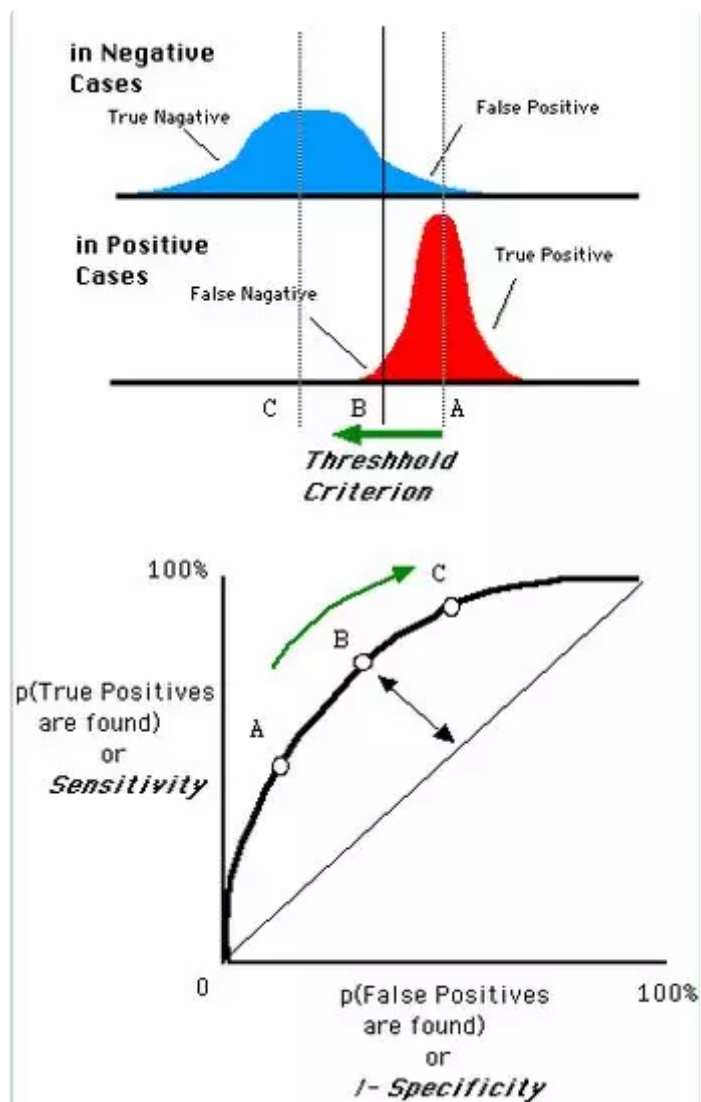 in Negative
Cases
True Nagative
False Positive
in Positive
Cases
True Positive
False Nagative
C
B
A
Threshhold
Criterion
100%
C
B
p(True Positives
are found)
or
Sensitivity
A
0
p(False Positives
are found)
or
1- Specificity
100%